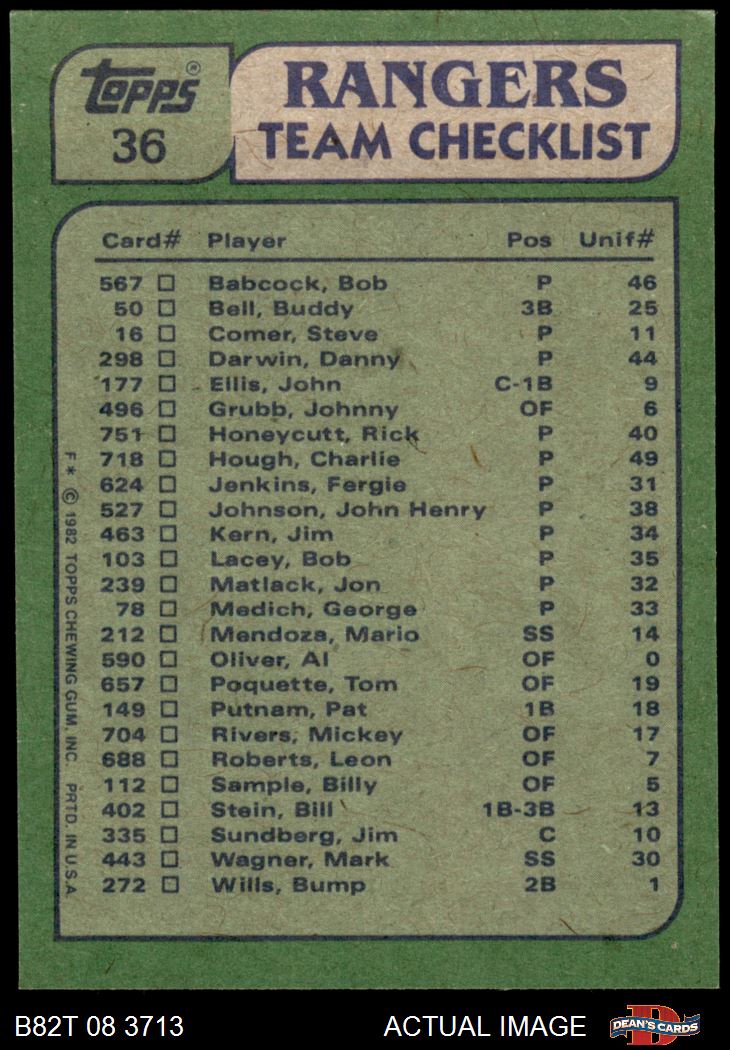 TOPPS®
36
RANGERS
TEAM CHECKLIST
Card# Player Pos Unif#
567 Babcock, Bob P 46
50 Bell, Buddy 3B 25
16 Comer, Steve P 11
298 Darwin, Danny P 44
177 Ellis, John C-1B 9
496 Grubb, Johnny OF 6
751 Honeycutt, Rick P 40
718 Hough, Charlie P 49
624 Jenkins, Fergie P 31
527 Johnson, John Henry P 38
463 Kern, Jim P 34
103 Lacey, Bob P 35
239 Matlack, Jon P 32
78 Medich, George P 33
212 Mendoza, Mario SS 14
590 Oliver, Al OF 0
657 Poquette, Tom OF 19
149 Putnam, Pat 1B 18
704 Rivers, Mickey OF 17
688 Roberts, Leon OF 7
112 Sample, Billy OF 5
402 Stein, Bill 1B-3B 13
335 Sundberg, Jim C 10
443 Wagner, Mark SS 30
272 Wills, Bump 2B 1
F* © 1982 TOPPS CHEWING GUM, INC. PRTD. IN U.S.A.
B82T 08 3713 ACTUAL IMAGE
D
DEAN'S CARDS